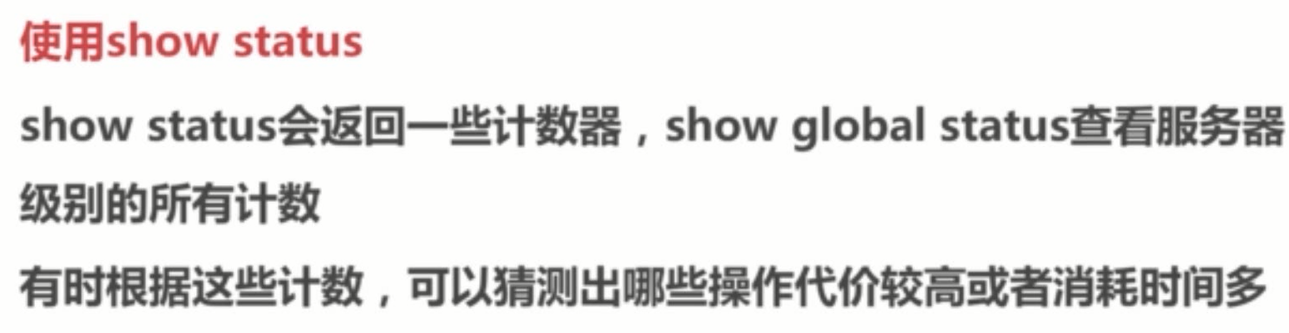 使用show status
show status会返回一些计数器，show global status查看服务器
级别的所有计数
有时根据这些计数，可以猜测出哪些操作代价较高或者消耗时间多